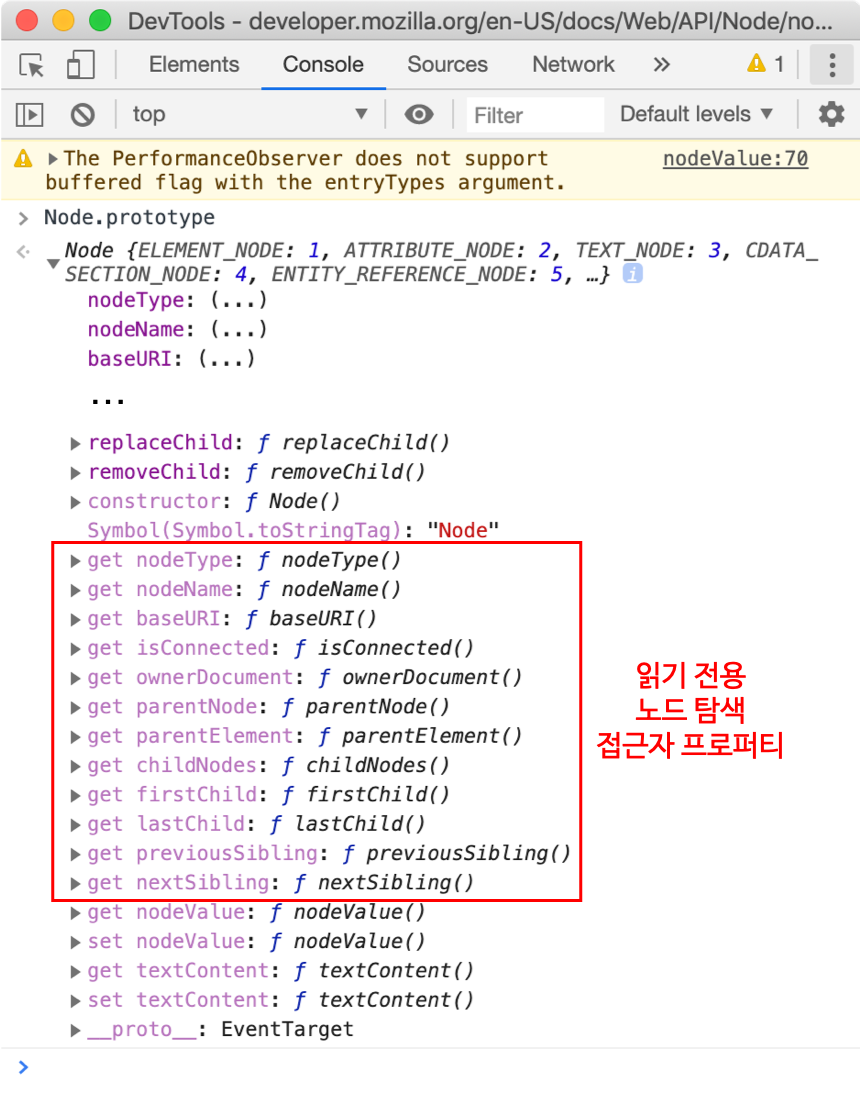 DevTools - developer.mozilla.org/en-US/docs/Web/API/Node/no...
Elements Console Sources Network » 1
top Filter Default levels
The PerformanceObserver does not support nodeValue:70
buffered flag with the entryTypes argument.
> Node.prototype
Node {ELEMENT_NODE: 1, ATTRIBUTE_NODE: 2, TEXT_NODE: 3, CDATA_
SECTION_NODE: 4, ENTITY_REFERENCE_NODE: 5, …} i
nodeType: (...)
nodeName: (...)
baseURI: (...)
...
replaceChild: ƒ replaceChild()
removeChild: ƒ removeChild()
constructor: ƒ Node()
Symbol(Symbol.toStringTag): "Node"
get nodeType: ƒ nodeType()
get nodeName: ƒ nodeName()
get baseURI: ƒ baseURI()
get isConnected: ƒ isConnected()
get ownerDocument: ƒ ownerDocument()
get parentNode: ƒ parentNode()
get parentElement: ƒ parentElement()
get childNodes: ƒ childNodes()
get firstChild: ƒ firstChild()
get lastChild: ƒ lastChild()
get previousSibling: ƒ previousSibling()
get nextSibling: ƒ nextSibling()
읽기 전용
노드 탐색
접근자 프로퍼티
get nodeValue: ƒ nodeValue()
set nodeValue: ƒ nodeValue()
get textContent: ƒ textContent()
set textContent: ƒ textContent()
__proto__: EventTarget
>